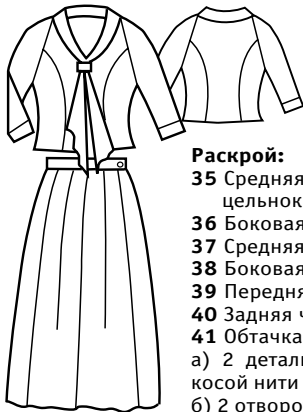 Раскрой:
35 Средняя
цельнок
36 Боковая
37 Средняя
38 Боковая
39 Передня
40 Задняя ч
41 Обтачка
а) 2 детали
косой нити
б) 2 отворо